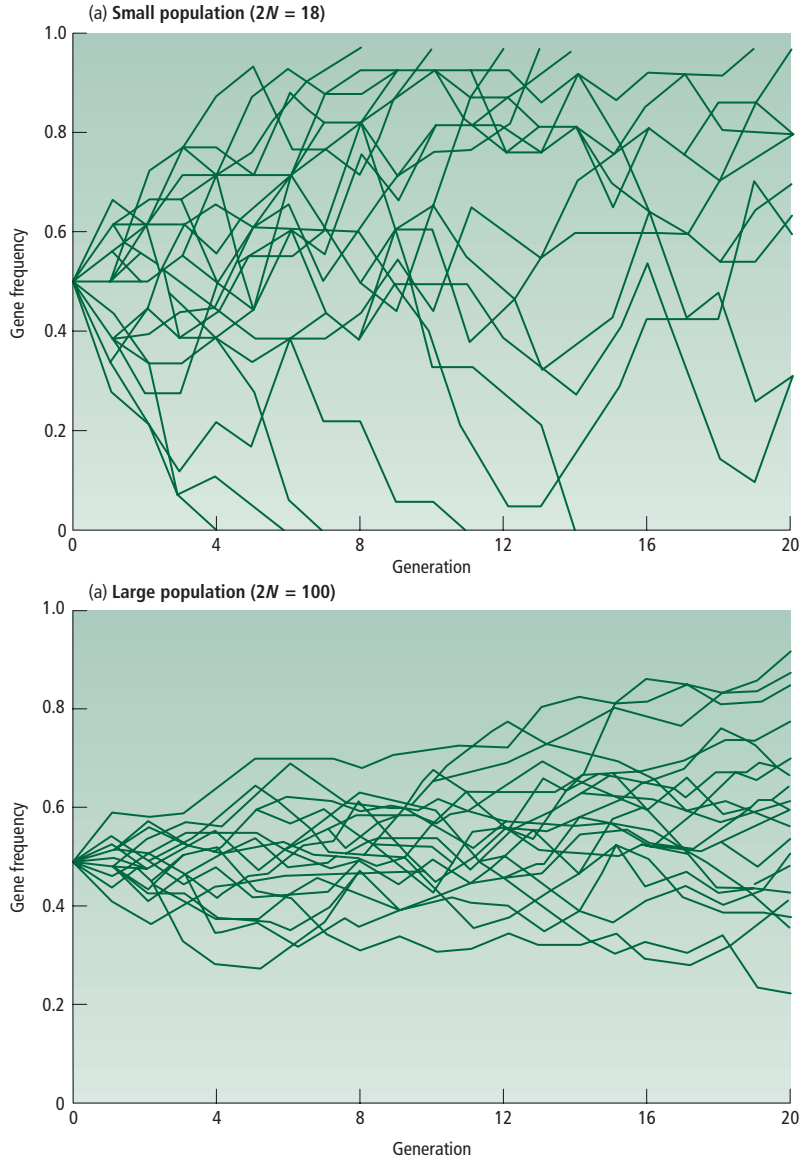 (a) Small population (2N = 18)
1.0
0.8
0.6
0.4
0.2
0
Gene frequency
0 4 8 12 16 20
Generation
(a) Large population (2N = 100)
1.0
0.8
0.6
0.4
0.2
0
Gene frequency
0 4 8 12 16 20
Generation